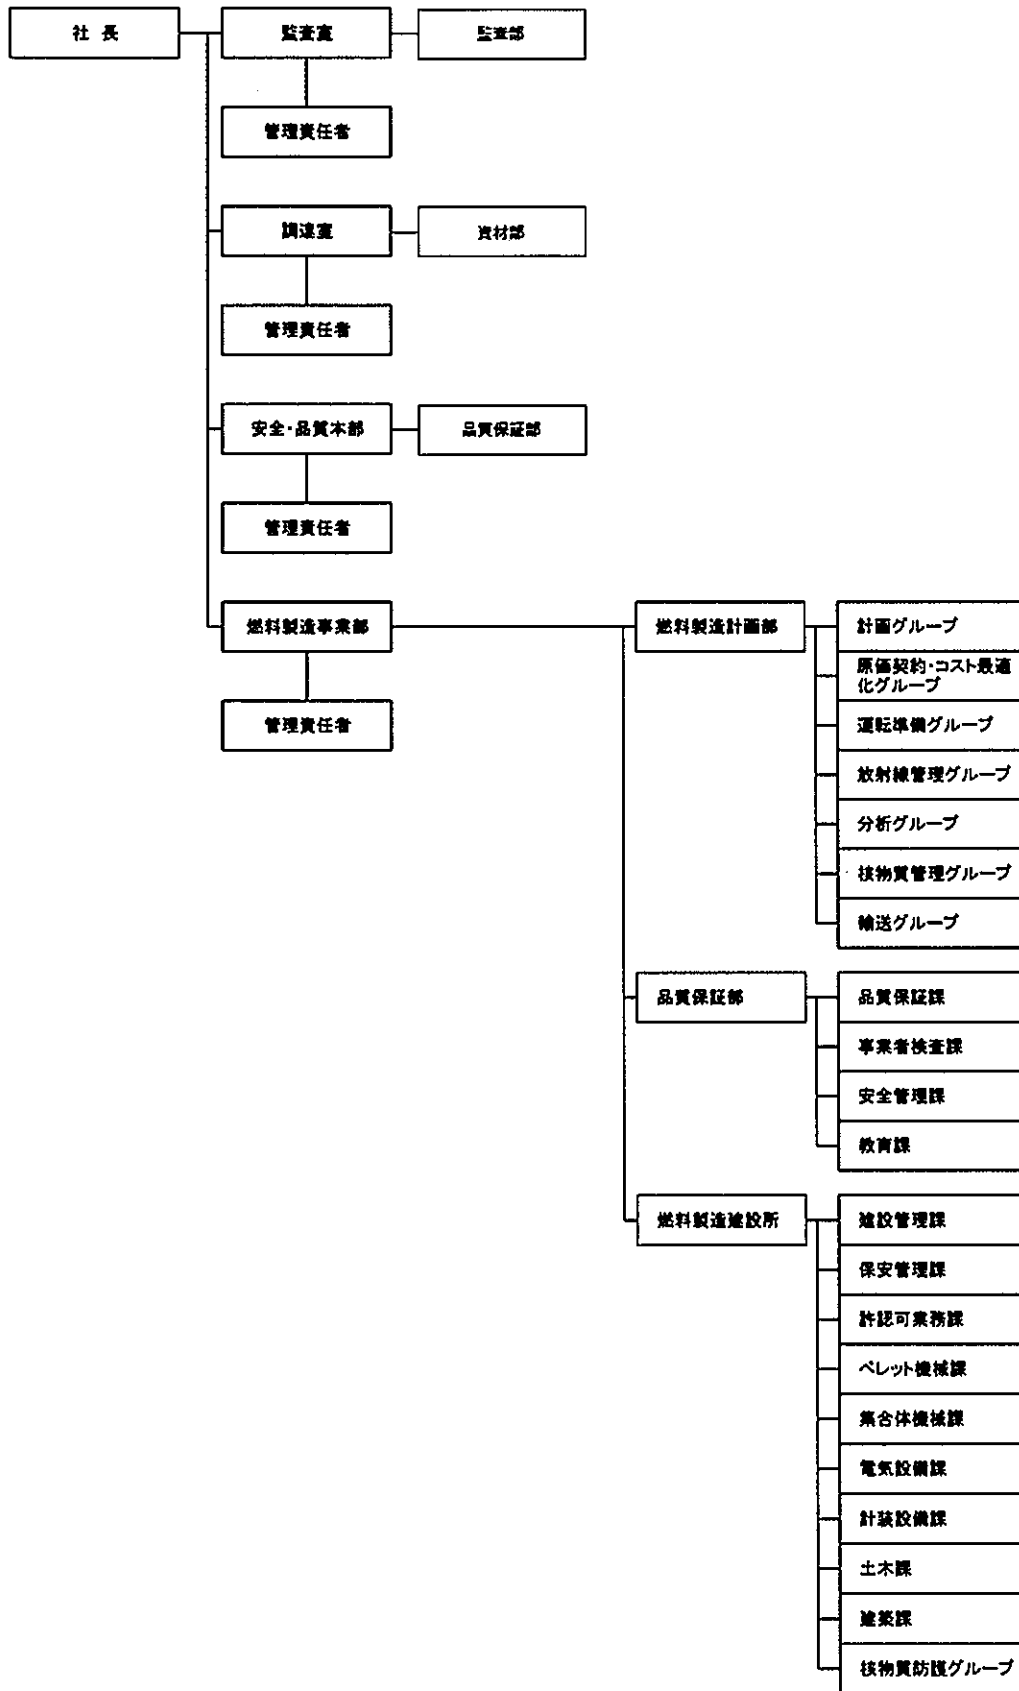 社 長
監査室
監査部
管理責任者
調達室
資材部
管理責任者
安全・品質本部
品質保証部
管理責任者
燃料製造事業部
管理責任者
燃料製造計画部
計画グループ
原価契約・コスト最適
化グループ
運転準備グループ
放射線管理グループ
分析グループ
核物質管理グループ
輸送グループ
品質保証部
品質保証課
事業者検査課
安全管理課
教育課
燃料製造建設所
建設管理課
保安管理課
許認可業務課
ペレット機械課
集合体機械課
電気設備課
計装設備課
土木課
建築課
核物質防護グループ